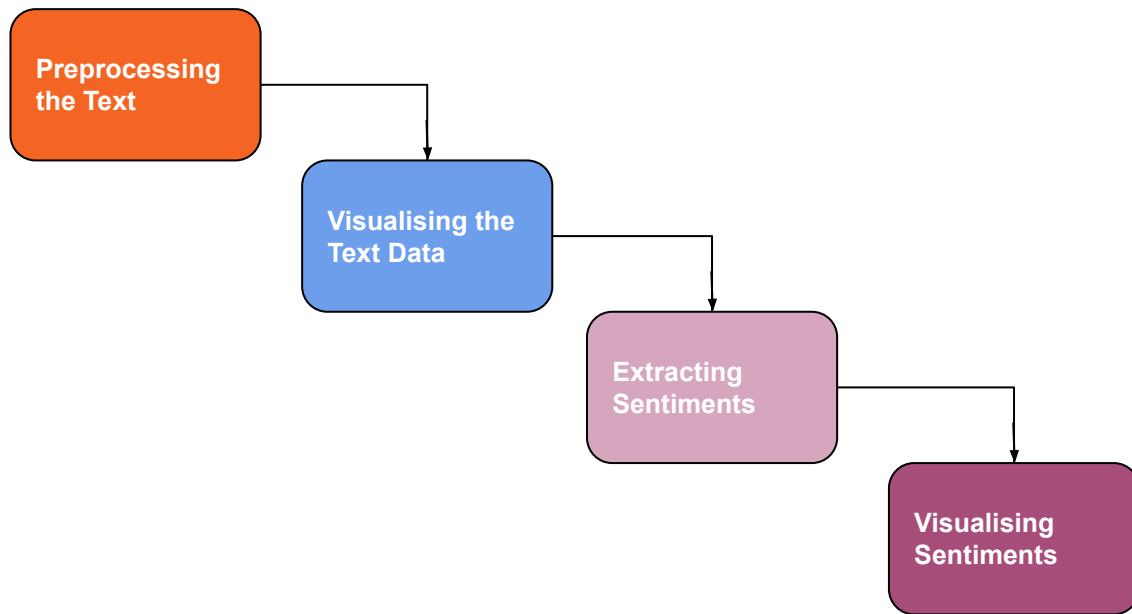 Preprocessing
the Text
Visualising the
Text Data
Extracting
Sentiments
Visualising
Sentiments